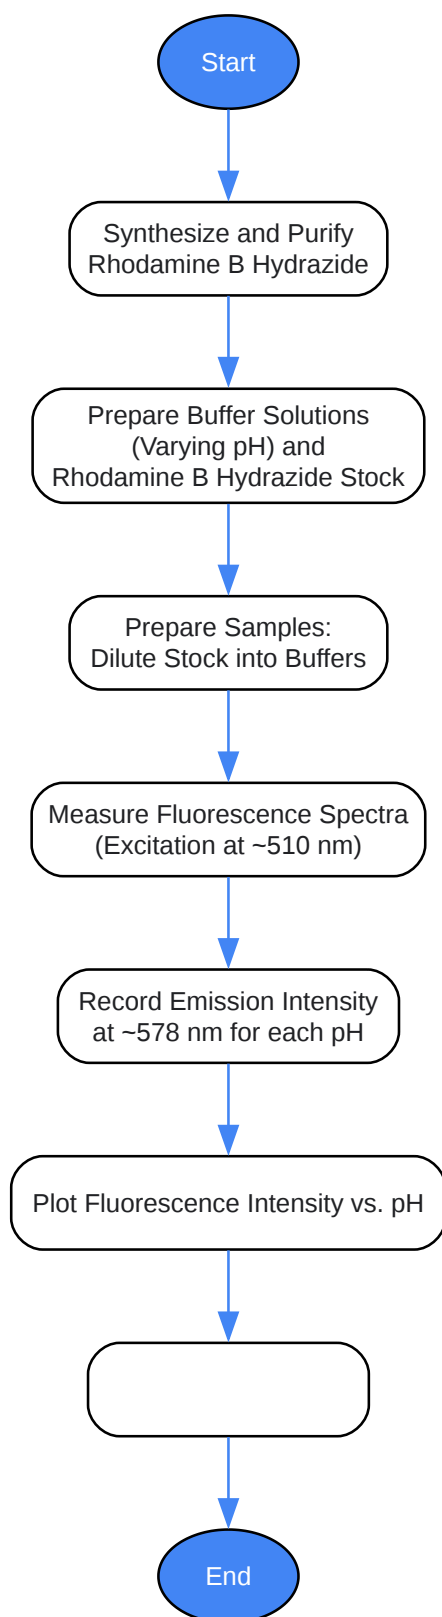 Start
Synthesize and Purify
Rhodamine B Hydrazide
Prepare Buffer Solutions
(Varying pH) and
Rhodamine B Hydrazide Stock
Prepare Samples:
Dilute Stock into Buffers
Measure Fluorescence Spectra
(Excitation at ~510 nm)
Record Emission Intensity
at ~578 nm for each pH
Plot Fluorescence Intensity vs. pH
End